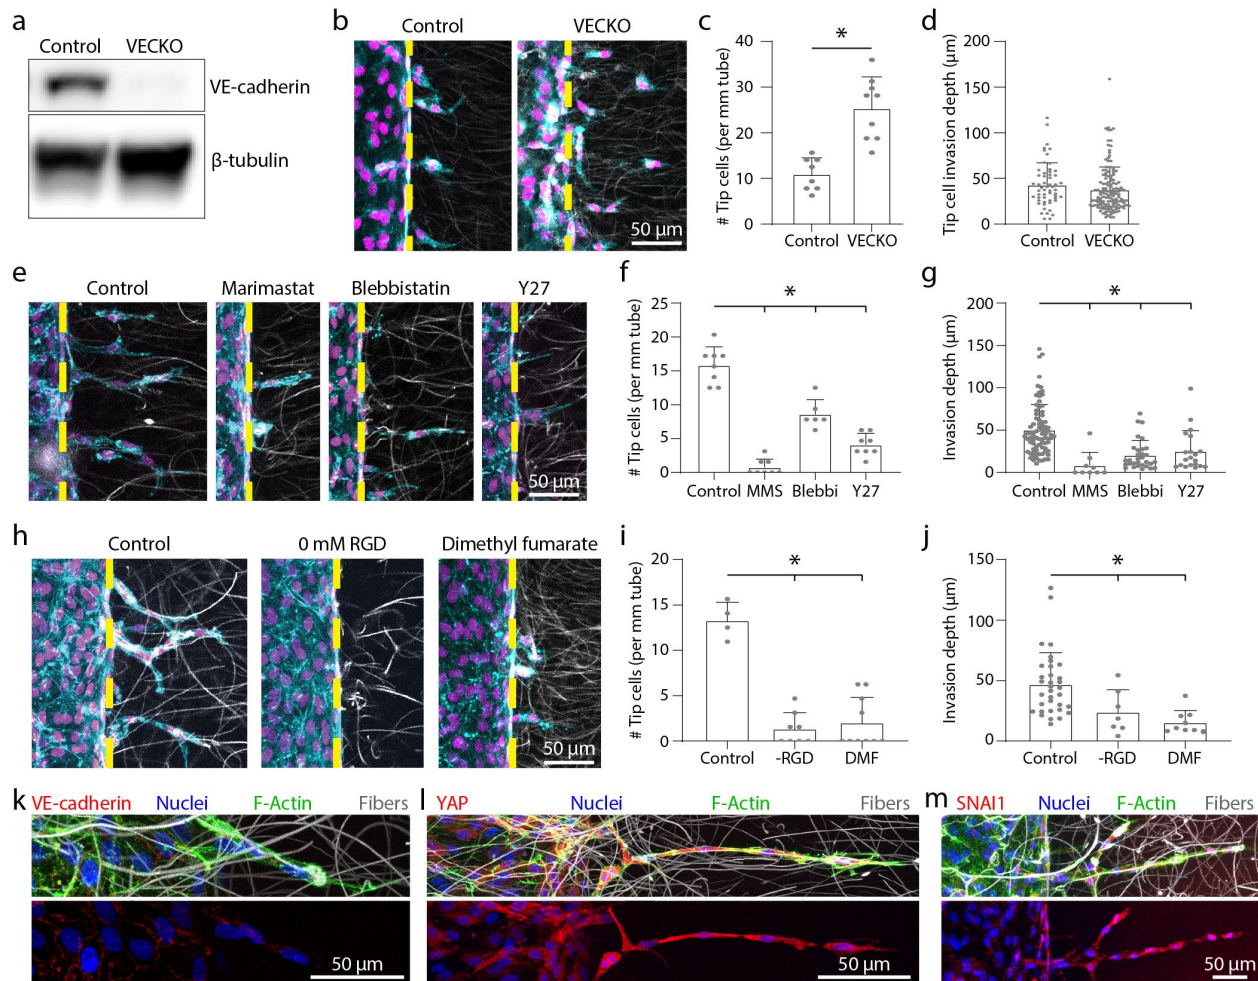 a
Control VECKO
VE-cadherin
β-tubulin
b
Control VECKO
50 µm
c
# Tip cells (per mm tube)
40
30
20
10
0
*
Control VECKO
d
Tip cell invasion depth (µm)
200
150
100
50
0
Control VECKO
e
Control Marimastat Blebbistatin Y27
50 µm
f
# Tip cells (per mm tube)
25
20
15
10
5
0
*
Control MMS Blebbi Y27
g
Invasion depth (µm)
200
150
100
50
0
*
Control MMS Blebbi Y27
h
Control 0 mM RGD Dimethyl fumarate
50 µm
i
# Tip cells (per mm tube)
20
15
10
5
0
*
Control -RGD DMF
j
Invasion depth (µm)
150
100
50
0
*
Control -RGD DMF
k
VE-cadherin Nuclei F-Actin Fibers
50 µm
l
YAP Nuclei F-Actin Fibers
50 µm
m
SNAI1 Nuclei F-Actin Fibers
50 µm